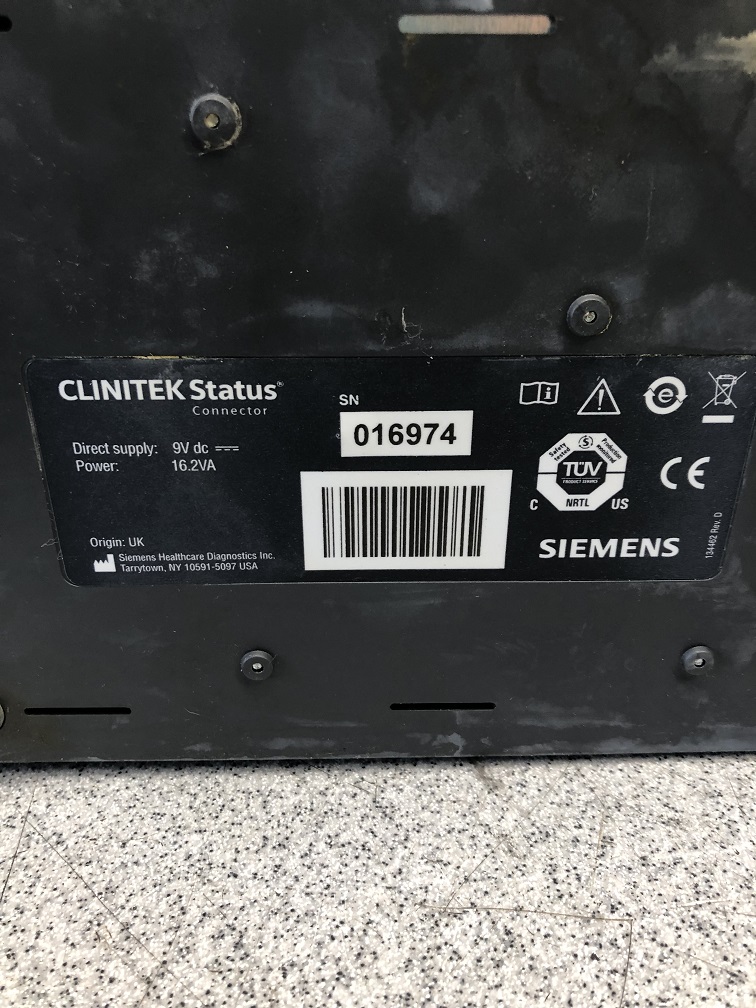 CLINITEK Status®
Connector
Direct supply: 9V dc
Power: 16.2VA
Origin: UK
Siemens Healthcare Diagnostics Inc.
Tarrytown, NY 10591-5097 USA
SN
016974
i
!
e
Safety tested
S
Production monitored
TÜV
PRODUCT SERVICE
C NRTL US
CE
SIEMENS
134462 Rev. D